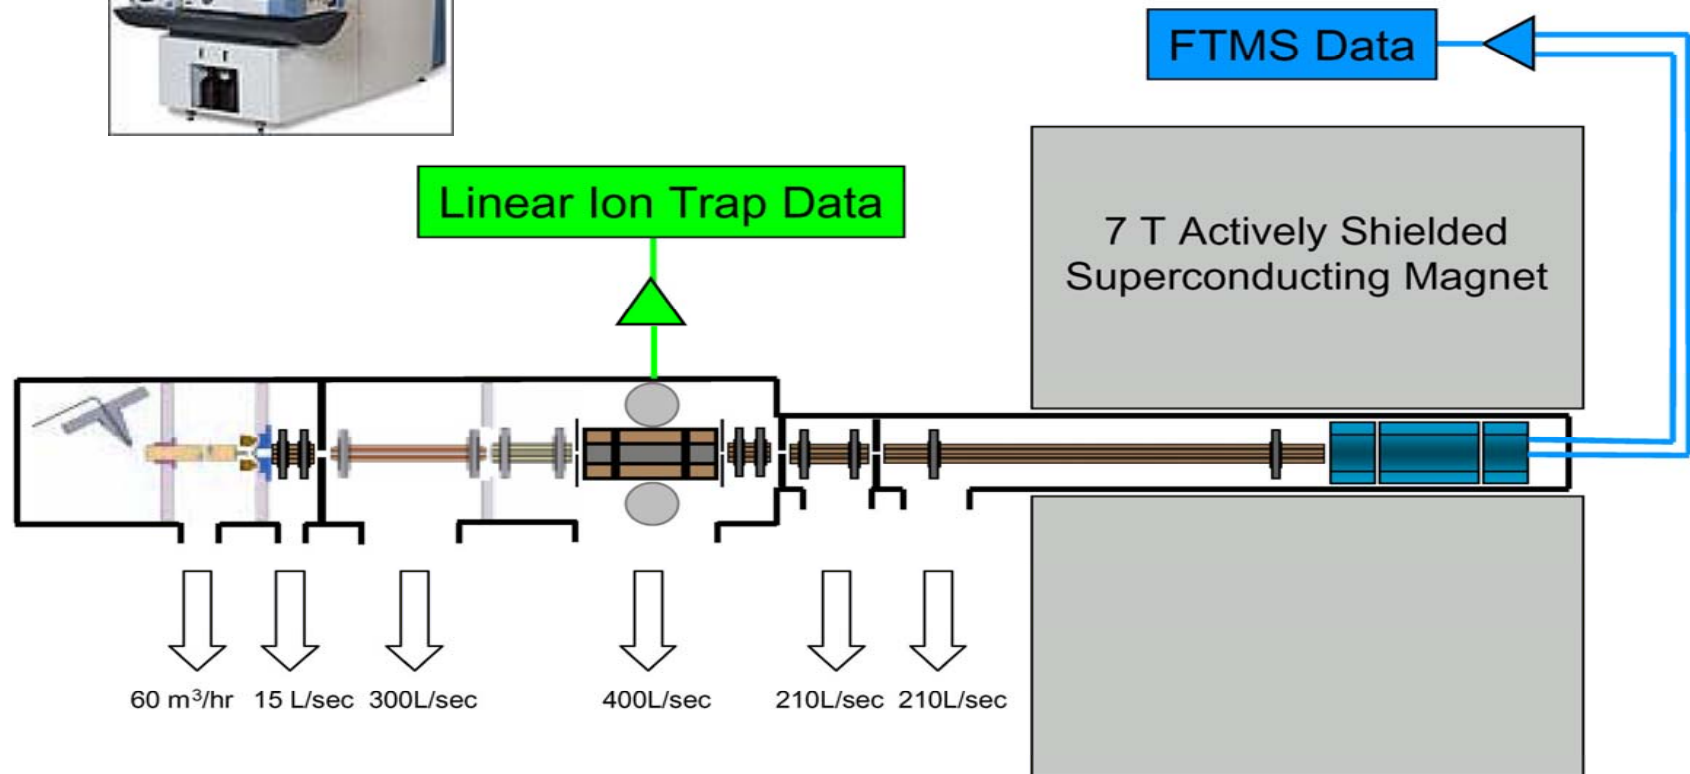 FTMS Data
Linear Ion Trap Data
7 T Actively Shielded
Superconducting Magnet
60 m³/hr 15 L/sec 300L/sec 400L/sec 210L/sec 210L/sec